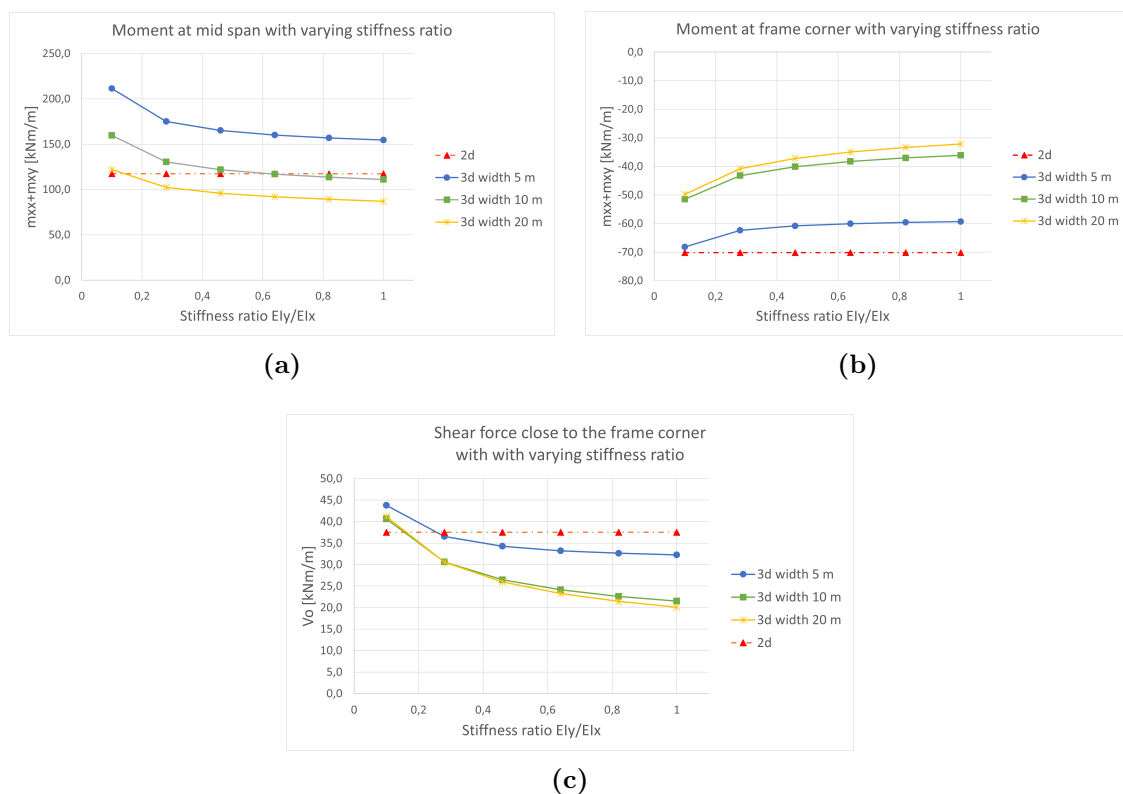 Moment at mid span with varying stiffness ratio
mxx+mxy [kNm/m]
250,0
200,0
150,0
100,0
50,0
0,0
0 0,2 0,4 0,6 0,8 1
Stiffness ratio EIy/EIx
2d
3d width 5 m
3d width 10 m
3d width 20 m
(a)
Moment at frame corner with varying stiffness ratio
mxx+mxy [kNm/m]
0,0
-10,0
-20,0
-30,0
-40,0
-50,0
-60,0
-70,0
-80,0
0 0,2 0,4 0,6 0,8 1
Stiffness ratio EIy/EIx
2d
3d width 5 m
3d width 10 m
3d width 20 m
(b)
Shear force close to the frame corner
with with varying stiffness ratio
Vo [kNm/m]
50,0
45,0
40,0
35,0
30,0
25,0
20,0
15,0
10,0
5,0
0,0
0 0,2 0,4 0,6 0,8 1
Stiffness ratio EIy/EIx
3d width 5 m
3d width 10 m
3d width 20 m
2d
(c)